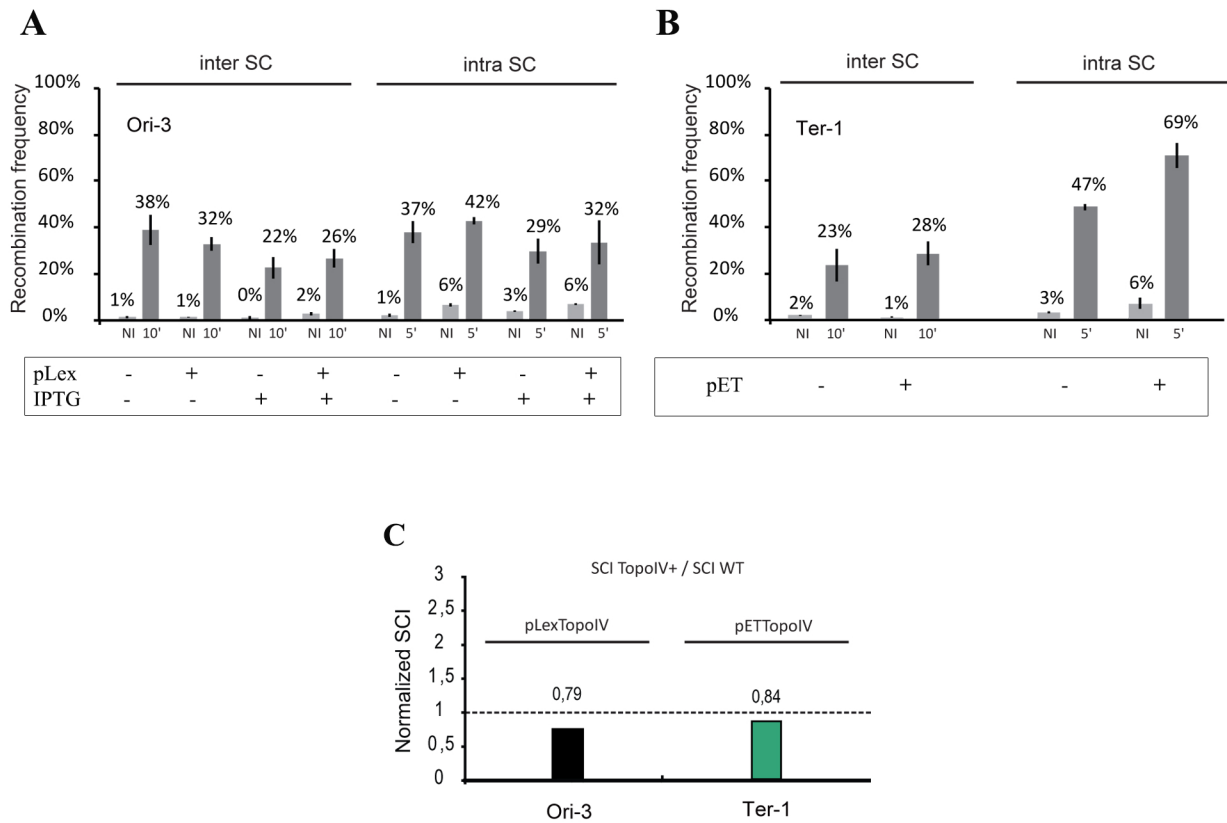 A
inter SC intra SC
Recombination frequency
100%
80%
60%
40%
20%
0%
Ori-3
1% 38% 1% 32% 0% 22% 2% 26% 1% 37% 6% 42% 3% 29% 6% 32%
NI 10' NI 10' NI 10' NI 10' NI 5' NI 5' NI 5' NI 5'
pLex - + - + - + - +
IPTG - - + + - - + +
B
inter SC intra SC
Recombination frequency
100%
80%
60%
40%
20%
0%
Ter-1
2% 23% 1% 28% 3% 47% 6% 69%
NI 10' NI 10' NI 5' NI 5'
pET - + - +
C
SCI TopoIV+ / SCI WT
Normalized SCI
3
2,5
2
1,5
1
0,5
0
pLexTopoIV pETTopoIV
0,79 0,84
Ori-3 Ter-1